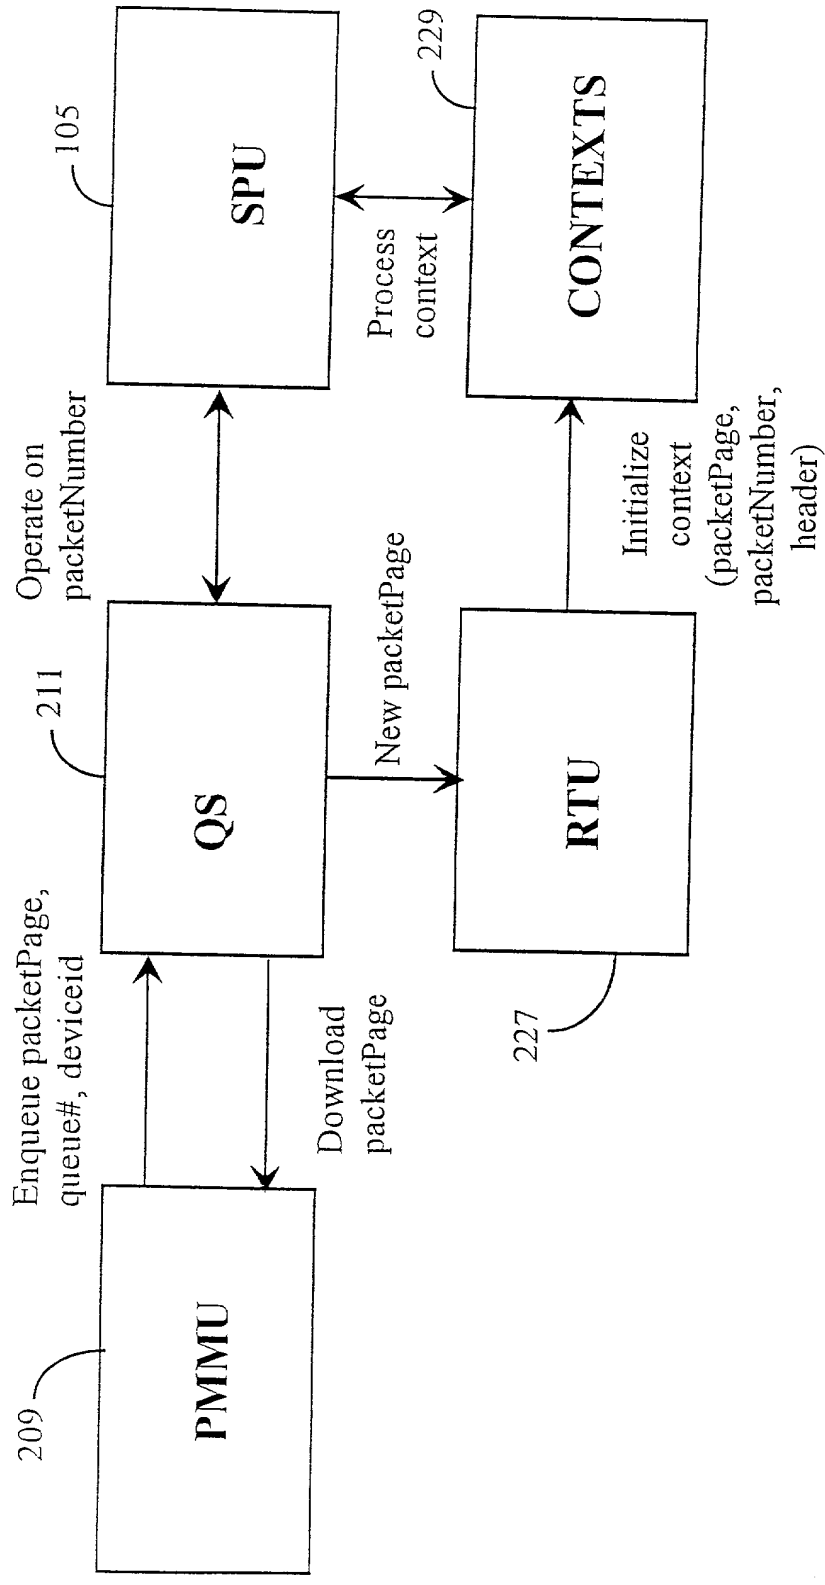 209
PMMU
Enqueue packetPage,
queue#, deviceid
Download
packetPage
211
QS
Operate on
packetNumber
New packetPage
105
SPU
Process
context
227
RTU
Initialize
context
(packetPage,
packetNumber,
header)
229
CONTEXTS